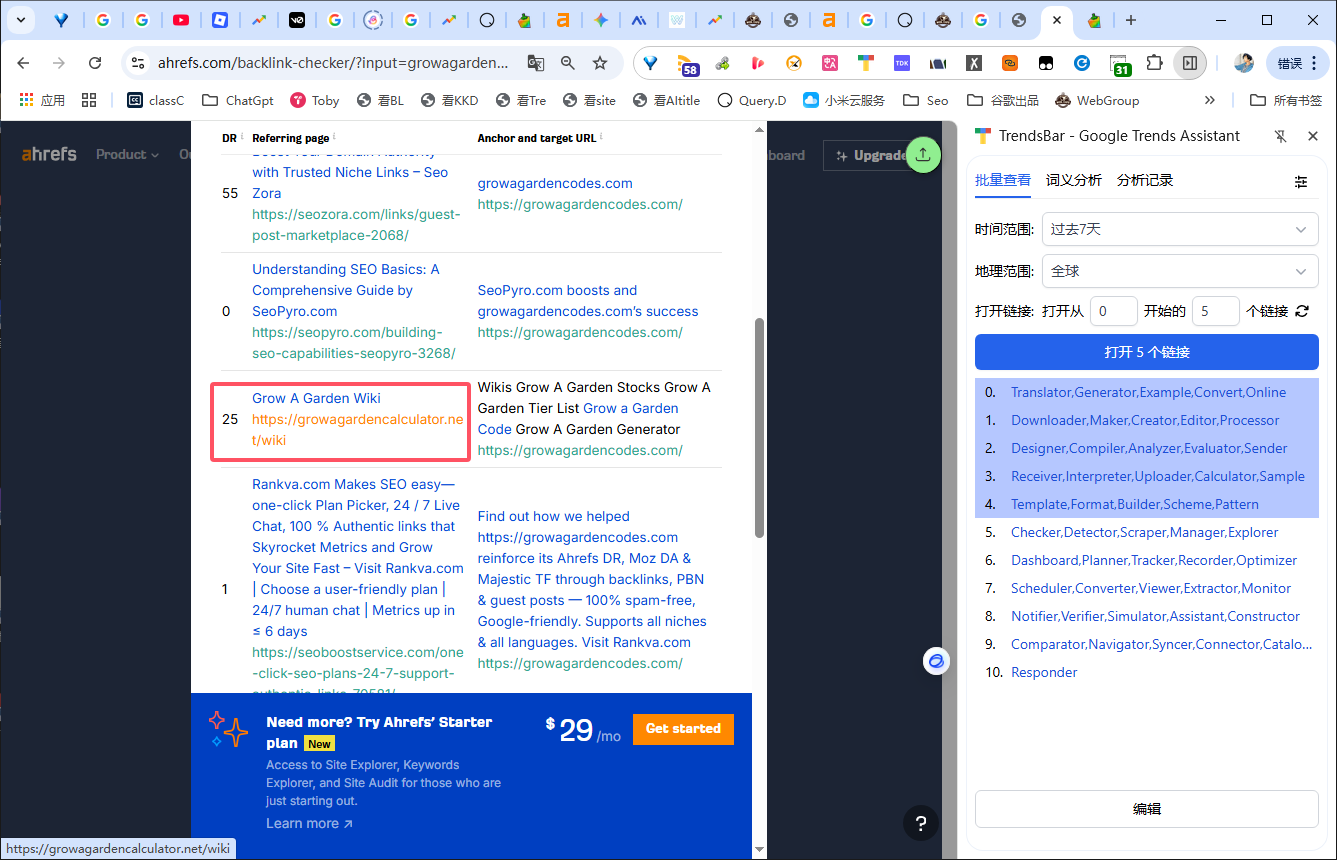 ahrefs.com/backlink-checker/?input=growagarden...
58
TDK
31
错误
应用
classC
ChatGpt
Toby
看BL
看KKD
看Tre
看site
看AItitle
Query.D
小米云服务
Seo
谷歌出品
WebGroup
所有书签
ahrefs
Product
board
Upgrade
DR
Referring page
Anchor and target URL
55
Boost Your Domain Authority
with Trusted Niche Links – Seo
Zora
https://seozora.com/links/guest-
post-marketplace-2068/
growagardencodes.com
https://growagardencodes.com/
0
Understanding SEO Basics: A
Comprehensive Guide by
SeoPyro.com
https://seopyro.com/building-
seo-capabilities-seopyro-3268/
SeoPyro.com boosts and
growagardencodes.com’s success
https://growagardencodes.com/
25
Grow A Garden Wiki
https://growagardencalculator.ne
t/wiki
Wikis Grow A Garden Stocks Grow A
Garden Tier List Grow a Garden
Code Grow A Garden Generator
https://growagardencodes.com/
1
Rankva.com Makes SEO easy—
one-click Plan Picker, 24 / 7 Live
Chat, 100 % Authentic links that
Skyrocket Metrics and Grow
Your Site Fast – Visit Rankva.com
| Choose a user-friendly plan |
24/7 human chat | Metrics up in
≤ 6 days
https://seoboostservice.com/one
-click-seo-plans-24-7-support-
authentic-links-70581/
Find out how we helped
https://growagardencodes.com
reinforce its Ahrefs DR, Moz DA &
Majestic TF through backlinks, PBN
& guest posts — 100% spam-free,
Google-friendly. Supports all niches
& all languages. Visit Rankva.com
https://growagardencodes.com/
Need more? Try Ahrefs’ Starter
plan New
Access to Site Explorer, Keywords
Explorer, and Site Audit for those who are
just starting out.
Learn more ↗
$ 29 /mo
Get started
?
https://growagardencalculator.net/wiki
TrendsBar - Google Trends Assistant
批量查看
词义分析
分析记录
时间范围: 过去7天
地理范围: 全球
打开链接: 打开从 0 开始的 5 个链接
打开 5 个链接
0. Translator,Generator,Example,Convert,Online
1. Downloader,Maker,Creator,Editor,Processor
2. Designer,Compiler,Analyzer,Evaluator,Sender
3. Receiver,Interpreter,Uploader,Calculator,Sample
4. Template,Format,Builder,Scheme,Pattern
5. Checker,Detector,Scraper,Manager,Explorer
6. Dashboard,Planner,Tracker,Recorder,Optimizer
7. Scheduler,Converter,Viewer,Extractor,Monitor
8. Notifier,Verifier,Simulator,Assistant,Constructor
9. Comparator,Navigator,Syncer,Connector,Catalo...
10. Responder
编辑